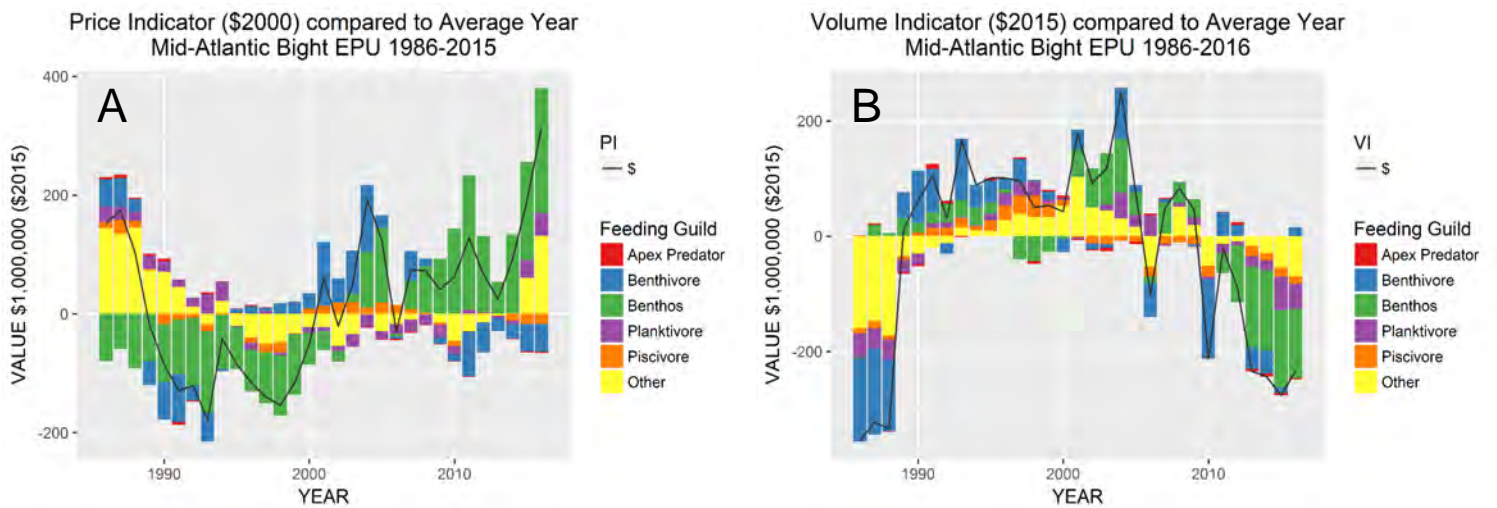 Price Indicator ($2000) compared to Average Year
Mid-Atlantic Bight EPU 1986-2015
A
400
200
0
-200
VALUE $1,000,000 ($2015)
1990
2000
2010
YEAR
PI
$
Feeding Guild
Apex Predator
Benthivore
Benthos
Planktivore
Piscivore
Other
Volume Indicator ($2015) compared to Average Year
Mid-Atlantic Bight EPU 1986-2016
B
200
0
-200
VALUE $1,000,000 ($2015)
1990
2000
2010
YEAR
VI
$
Feeding Guild
Apex Predator
Benthivore
Benthos
Planktivore
Piscivore
Other